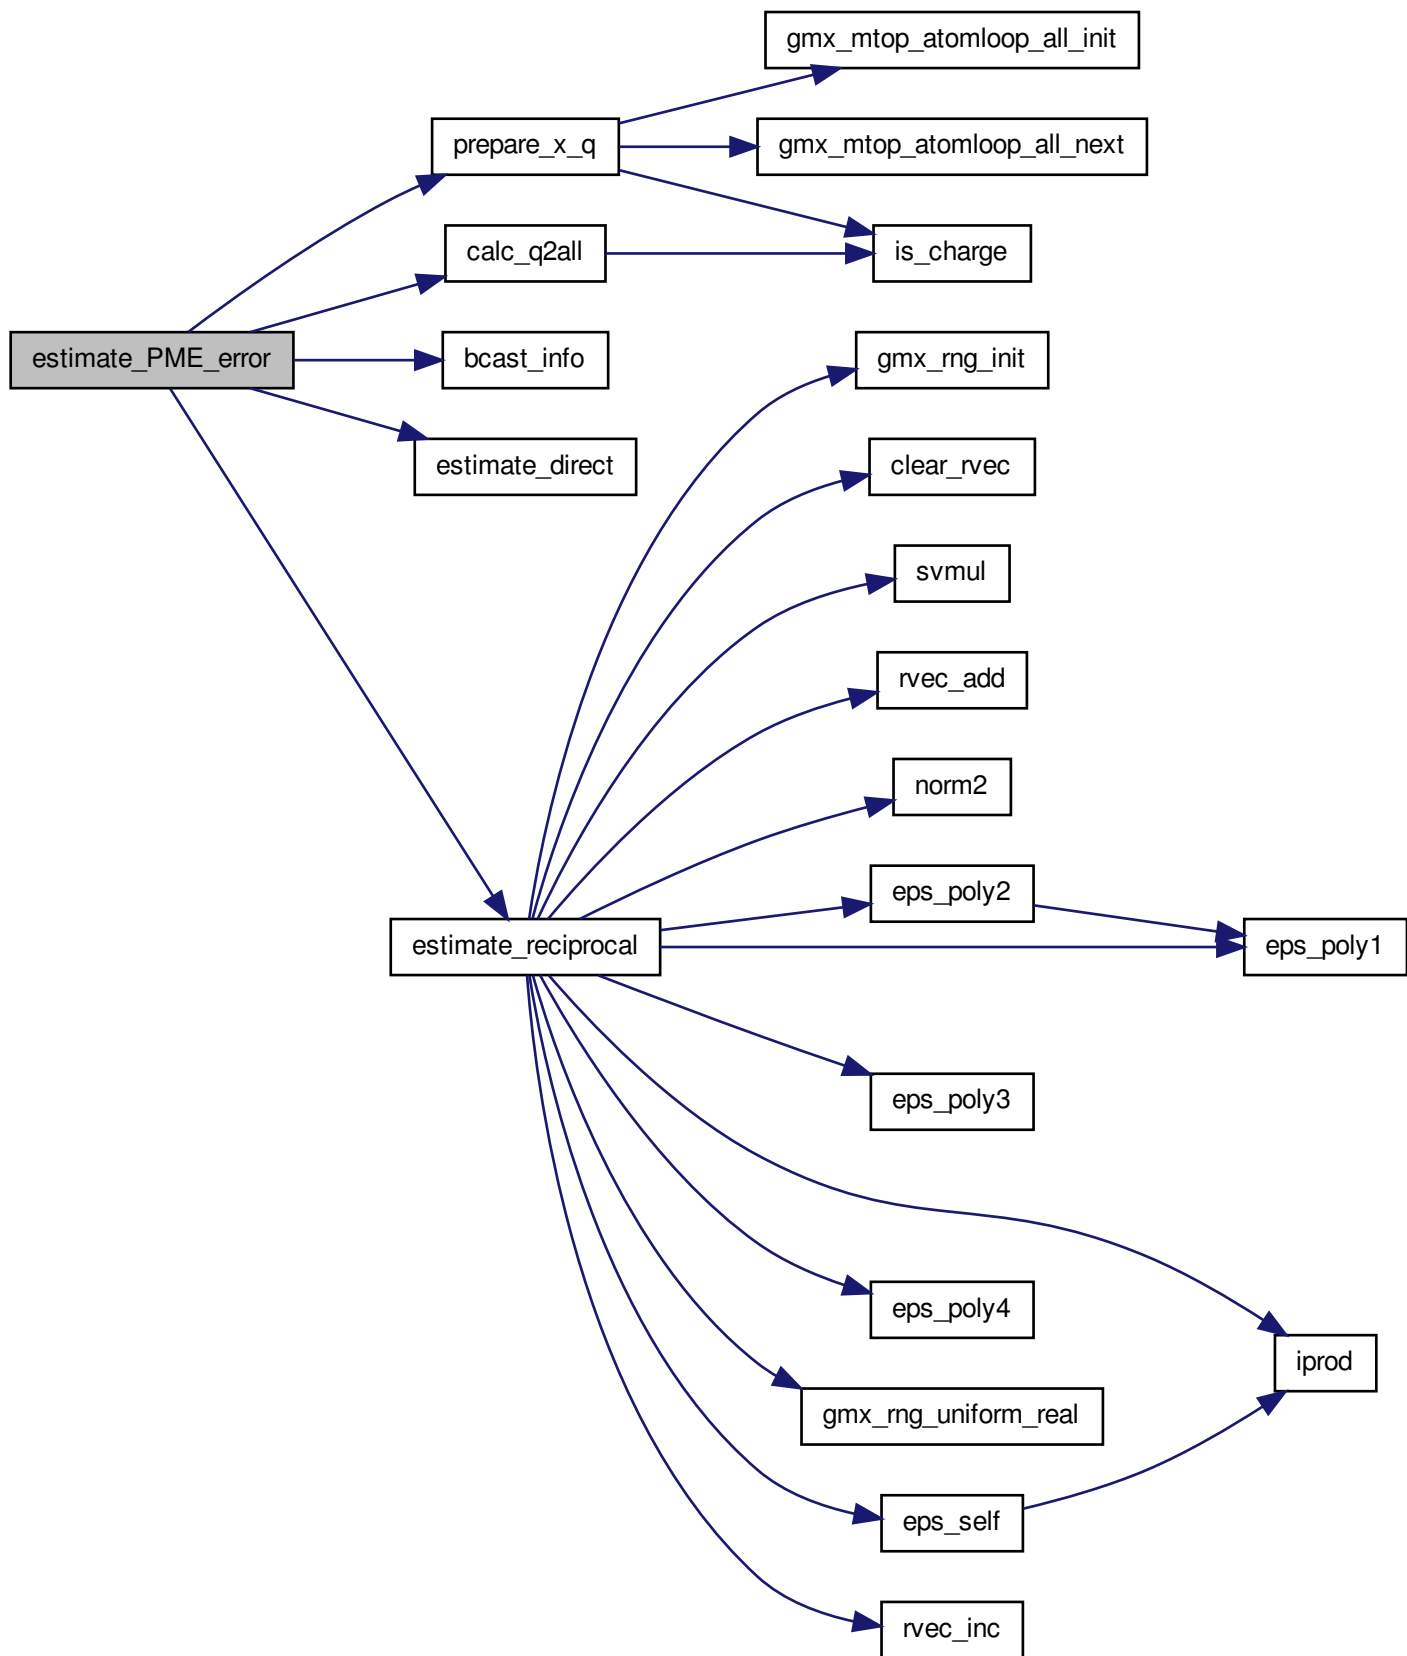 gmx_mtop_atomloop_all_init
prepare_x_q
gmx_mtop_atomloop_all_next
calc_q2all
is_charge
estimate_PME_error
bcast_info
gmx_rng_init
estimate_direct
clear_rvec
svmul
rvec_add
norm2
eps_poly2
estimate_reciprocal
eps_poly1
eps_poly3
eps_poly4
iprod
gmx_rng_uniform_real
eps_self
rvec_inc